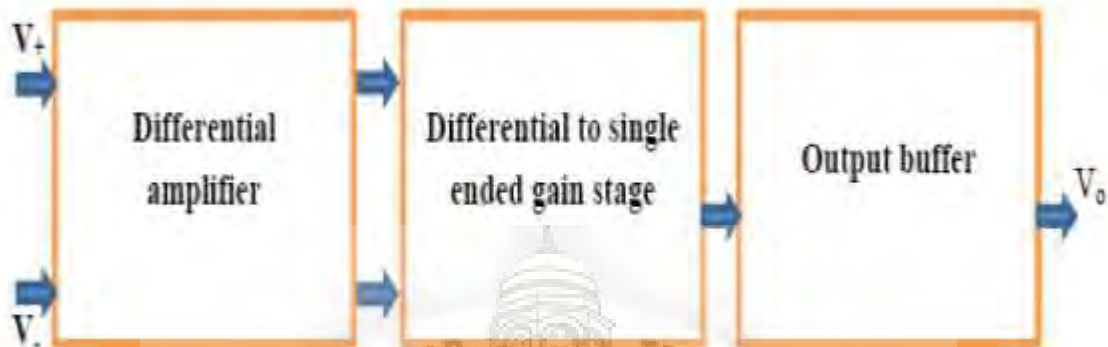 V+
Differential
amplifier
V-
Differential to single
ended gain stage
Output buffer
Vo